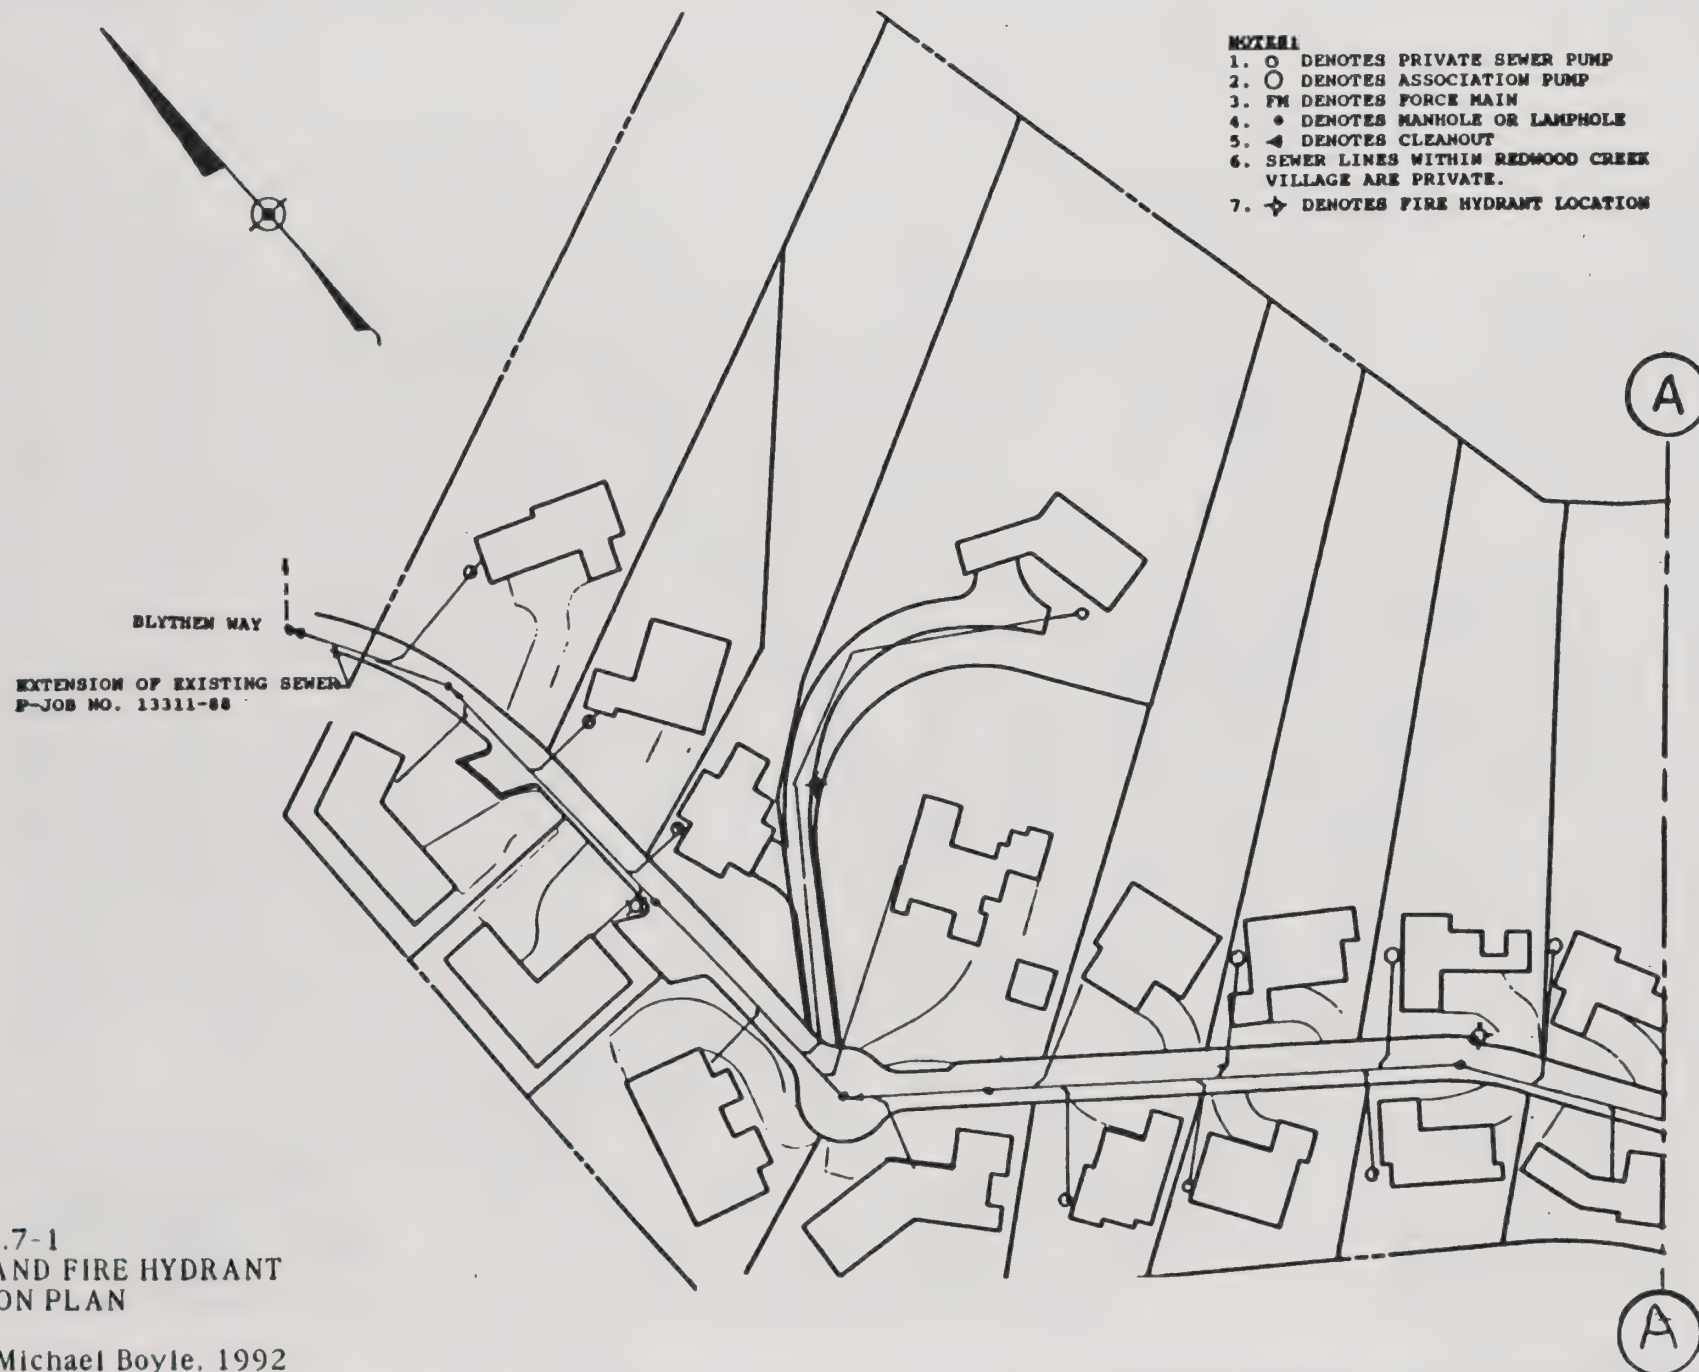 NOTES:
1. O DENOTES PRIVATE SEWER PUMP
2. O DENOTES ASSOCIATION PUMP
3. FM DENOTES FORCE MAIN
4. DENOTES MANHOLE OR LAMPHOLE
5. DENOTES CLEANOUT
6. SEWER LINES WITHIN REDWOOD CREEK
VILLAGE ARE PRIVATE.
7. DENOTES FIRE HYDRANT LOCATION
A
BLYTHEN WAY
EXTENSION OF EXISTING SEWER
P-JOB NO. 13311-88
.7-1
AND FIRE HYDRANT
ON PLAN
Michael Boyle, 1992
A